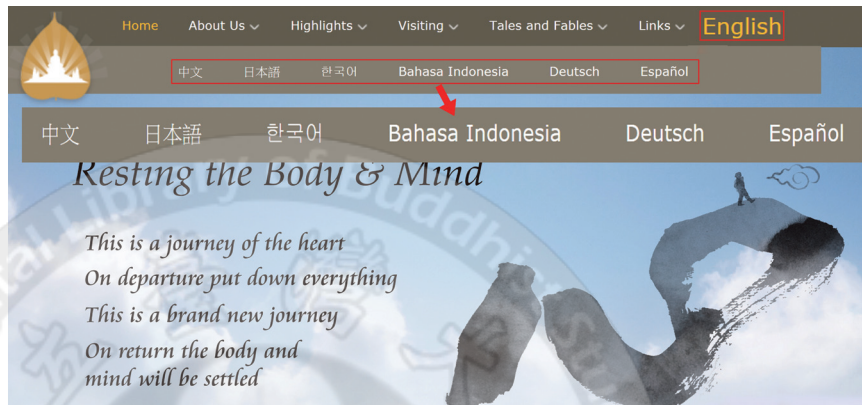 Home About Us Highlights Visiting Tales and Fables Links English
中文 日本語 한국어 Bahasa Indonesia Deutsch Español
中文 日本語 한국어 Bahasa Indonesia Deutsch Español
Resting the Body & Mind
This is a journey of the heart
On departure put down everything
This is a brand new journey
On return the body and
mind will be settled